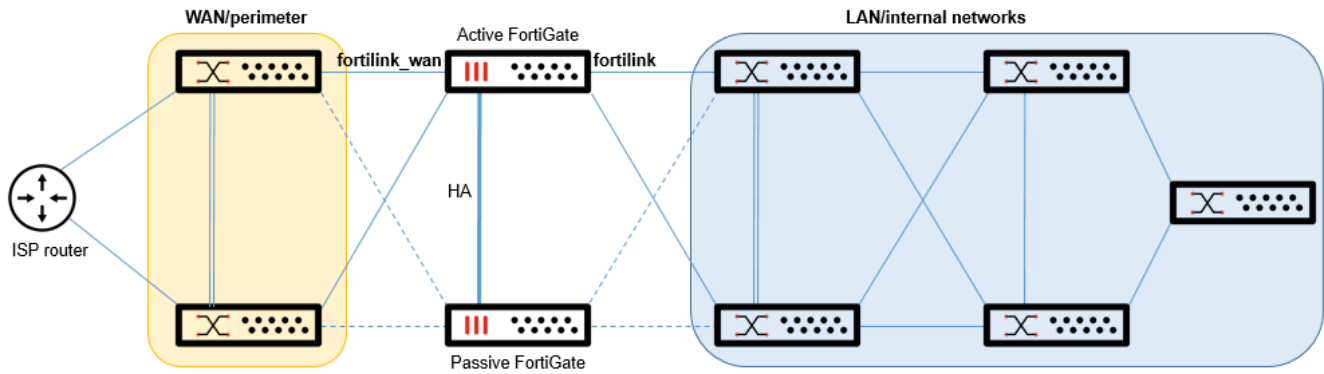 WAN/perimeter
Active FortiGate
LAN/internal networks
fortilink_wan
fortilink
HA
ISP router
Passive FortiGate